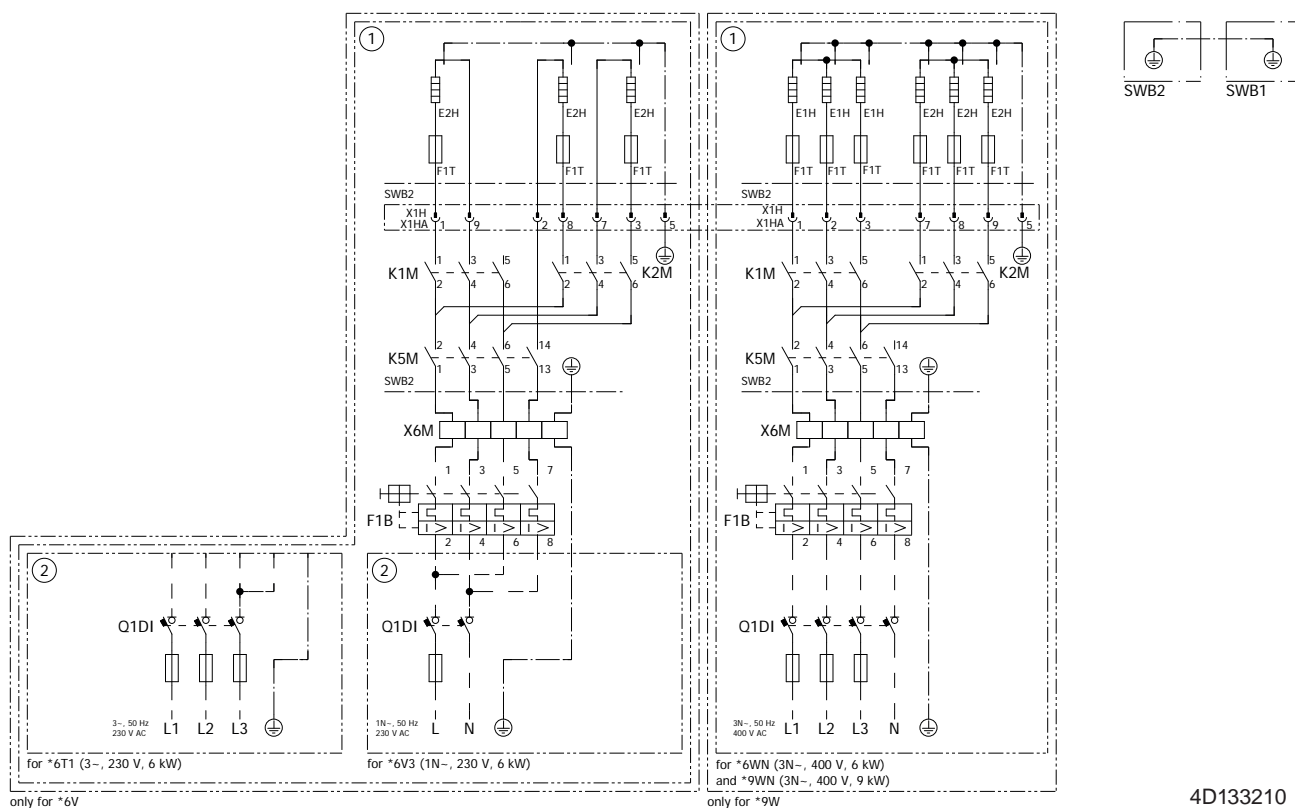 1 1
E2H E2H E2H E1H E1H E1H E2H E2H E2H SWB2 SWB1
F1T F1T F1T F1T F1T F1T F1T F1T F1T
SWB2 SWB2
X1H X1H
X1HA 1 9 2 8 7 3 5 X1HA 1 2 3 7 8 9 5
1 3 5 1 3 5 1 3 5 1 3 5
K1M K2M K1M K2M
2 4 6 2 4 6 2 4 6 2 4 6
2 4 6 14 2 4 6 14
K5M K5M
1 3 5 13 1 3 5 13
SWB2 SWB2
X6M X6M
1 3 5 7 1 3 5 7
F1B I > I > I > I > F1B I > I > I > I >
2 4 6 8 2 4 6 8
2 2
Q1DI Q1DI Q1DI
3~, 50 Hz 1N~, 50 Hz 3N~, 50 Hz
230 V AC L1 L2 L3 230 V AC L N 400 V AC L1 L2 L3 N
for *6T1 (3~, 230 V, 6 kW) for *6V3 (1N~, 230 V, 6 kW) for *6WN (3N~, 400 V, 6 kW)
and *9WN (3N~, 400 V, 9 kW)
only for *6V only for *9W 4D133210